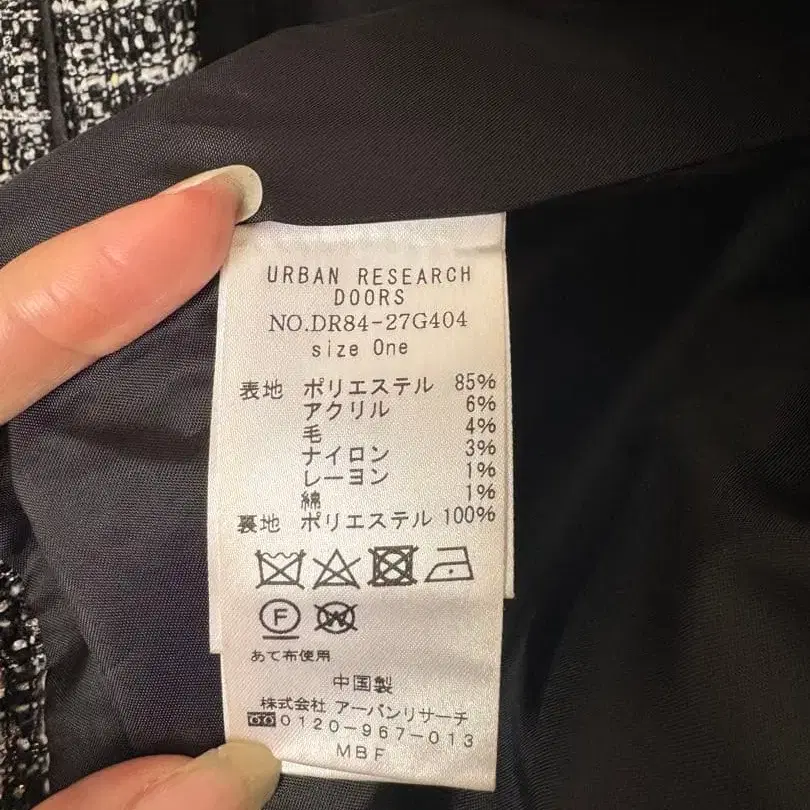 URBAN RESEARCH
DOORS
NO.DR84-27G404
size One
表地 ポリエステル 85%
アクリル 6%
毛 4%
ナイロン 3%
レーヨン 1%
綿 1%
裏地 ポリエステル 100%
F W
あて布使用
中国製
株式会社 アーバンリサーチ
0120-967-013
MBF